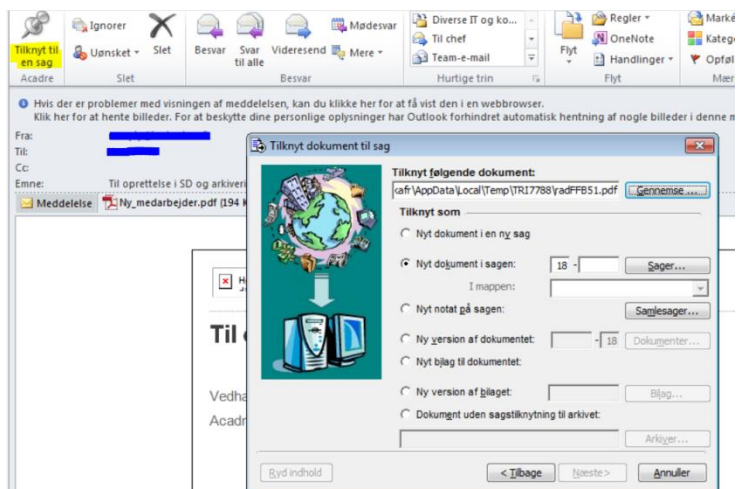 Tilknyt til
en sag
Acadre
Ignorer
Uønsket
Slet
Slet
Besvar
Svar
til alle
Videresend
Mødesvar
Mere
Besvar
Diverse IT og ko...
Til chef
Team-e-mail
Hurtige trin
Flyt
Regler
OneNote
Handlinger
Flyt
Marké
Katego
Opføl
Mær
Hvis der er problemer med visningen af meddelelsen, kan du klikke her for at få vist den i en webbrowser.
Klik her for at hente billeder. For at beskytte dine personlige oplysninger har Outlook forhindret automatisk hentning af nogle billeder i denne m
Fra:
Til:
Cc:
Emne: Til oprettelse i SD og arkiveri
Meddelelse Ny_medarbejder.pdf (194 K
Til
Vedha
Acadr
Tilknyt dokument til sag
Tilknyt følgende dokument:
cafr\AppData\Local\Temp\TRI7788\radFFB51.pdf Gennemse ...
Tilknyt som
Nyt dokument i en ny sag
Nyt dokument i sagen: 18 - Sager...
I mappen:
Nyt notat på sagen: Samlesager...
Ny version af dokumentet: - 18 Dokumenter...
Nyt bilag til dokumentet:
Ny version af bilaget: Bilag...
Dokument uden sagstilknytning til arkivet:
Arkiver...
Ryd indhold < Tilbage Næste > Annuller